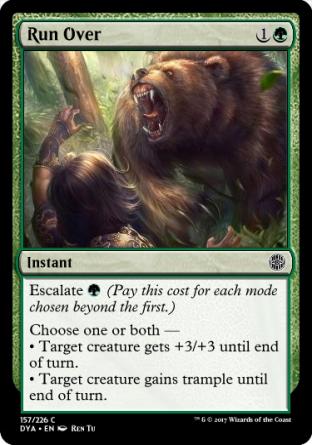 Run Over 1
Instant
Escalate (Pay this cost for each mode
chosen beyond the first.)
Choose one or both —
• Target creature gets +3/+3 until end
of turn.
• Target creature gains trample until
end of turn.
157/226 C
DYA • EN Ren Tu
™ & © 2017 Wizards of the Coast